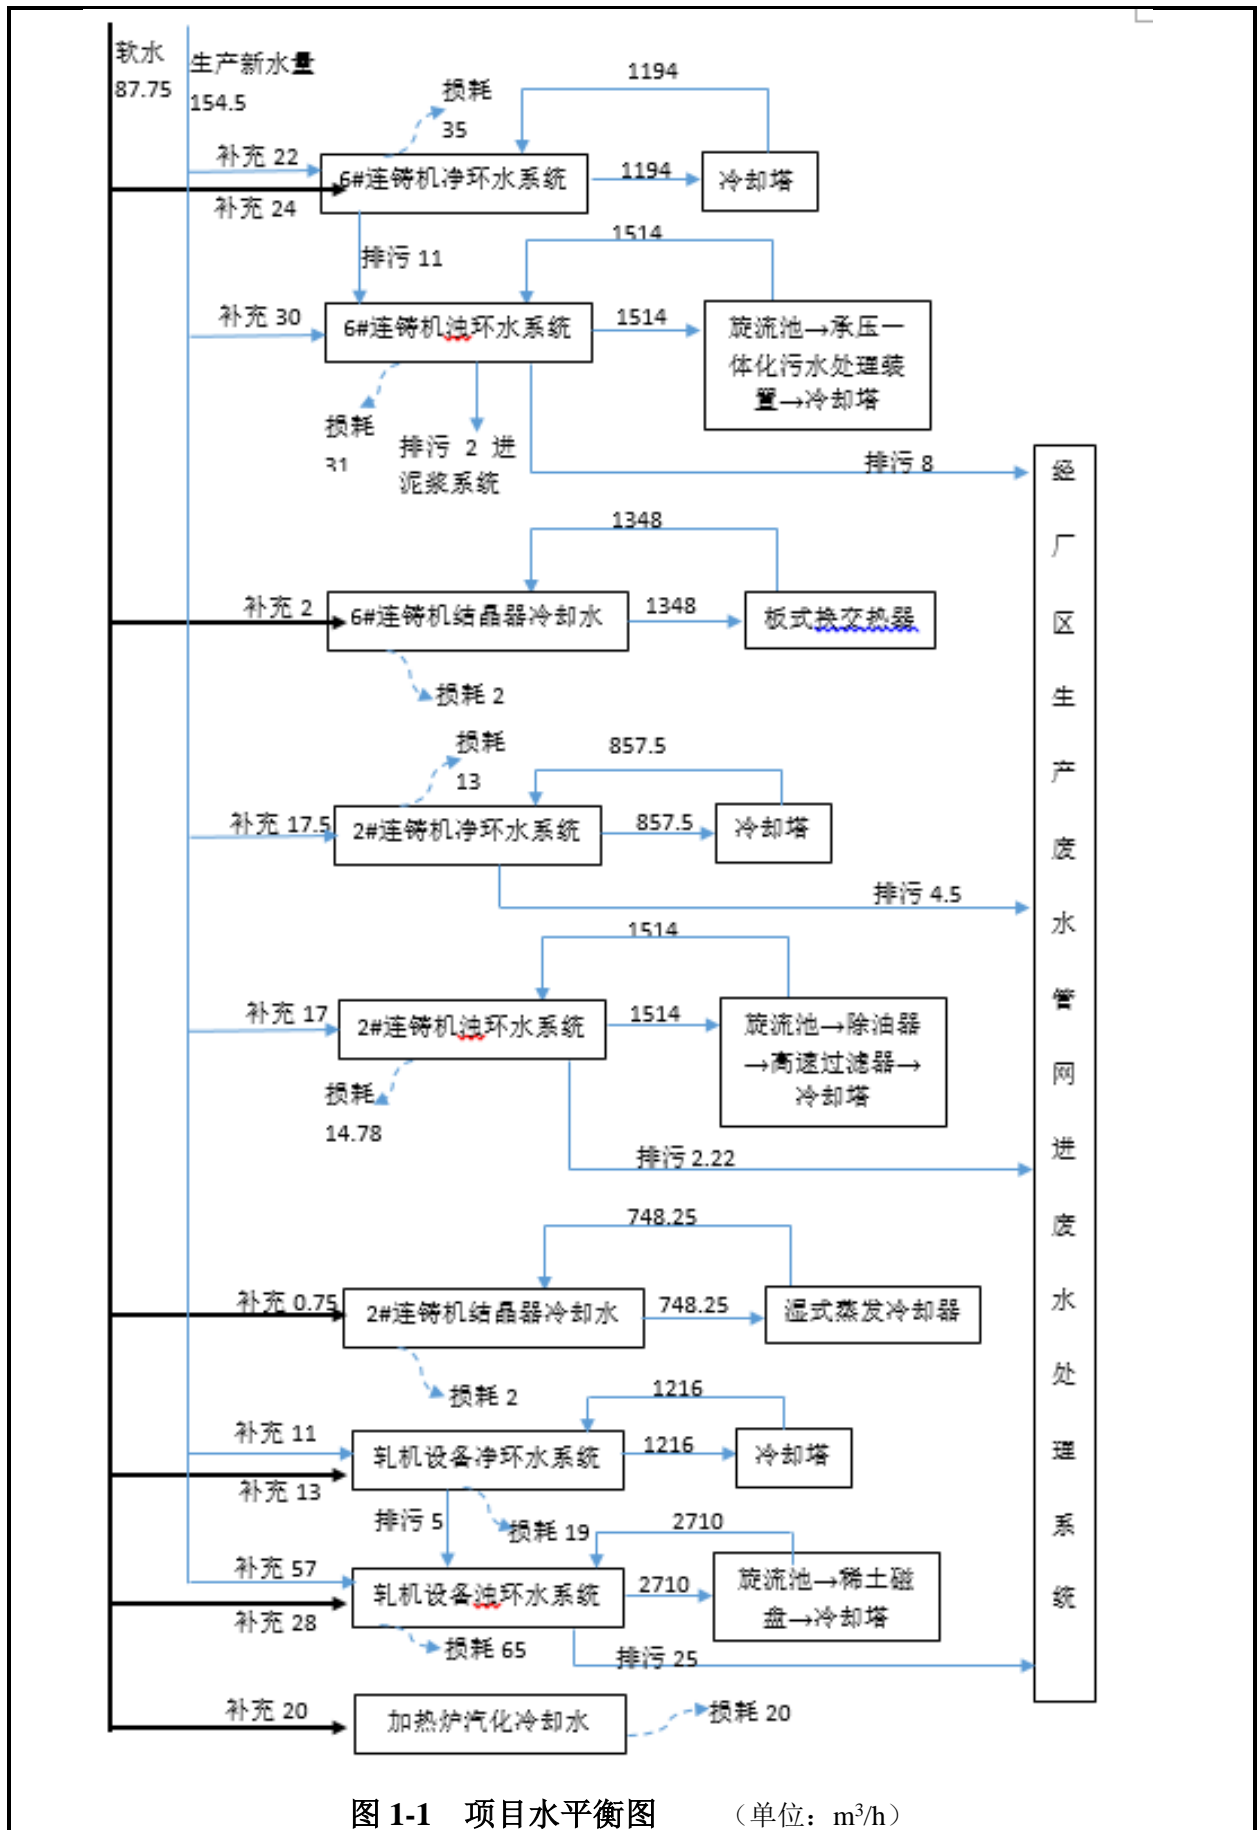 软水
87.75
生产新水量
154.5
损耗
35
1194
补充 22
6#连铸机净环水系统
1194
冷却塔
补充 24
排污 11
1514
补充 30
6#连铸机浊环水系统
1514
旋流池→承压一
体化污水处理装
置→冷却塔
损耗
31
排污 2 进
泥浆系统
排污 8
经厂区生产废水管网进废水处理系统
1348
补充 2
6#连铸机结晶器冷却水
1348
板式换交热器
损耗 2
损耗
13
857.5
补充 17.5
2#连铸机净环水系统
857.5
冷却塔
排污 4.5
1514
补充 17
2#连铸机浊环水系统
1514
旋流池→除油器
→高速过滤器→
冷却塔
损耗
14.78
排污 2.22
748.25
补充 0.75
2#连铸机结晶器冷却水
748.25
湿式蒸发冷却器
损耗 2
1216
补充 11
轧机设备净环水系统
1216
冷却塔
补充 13
排污 5
损耗 19
2710
补充 57
轧机设备浊环水系统
2710
旋流池→稀土磁
盘→冷却塔
补充 28
损耗 65
排污 25
补充 20
加热炉汽化冷却水
损耗 20
图 1-1 项目水平衡图 （单位：m³/h）